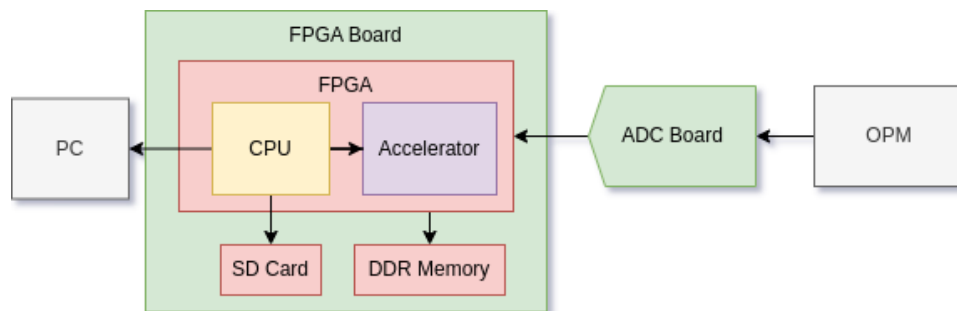 FPGA Board
FPGA
PC
CPU
Accelerator
ADC Board
OPM
SD Card
DDR Memory